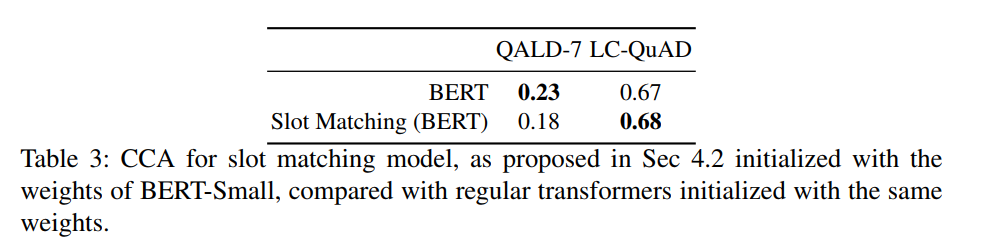 QALD-7 LC-QuAD
BERT 0.23 0.67
Slot Matching (BERT) 0.18 0.68
Table 3: CCA for slot matching model, as proposed in Sec 4.2 initialized with the
weights of BERT-Small, compared with regular transformers initialized with the same
weights.